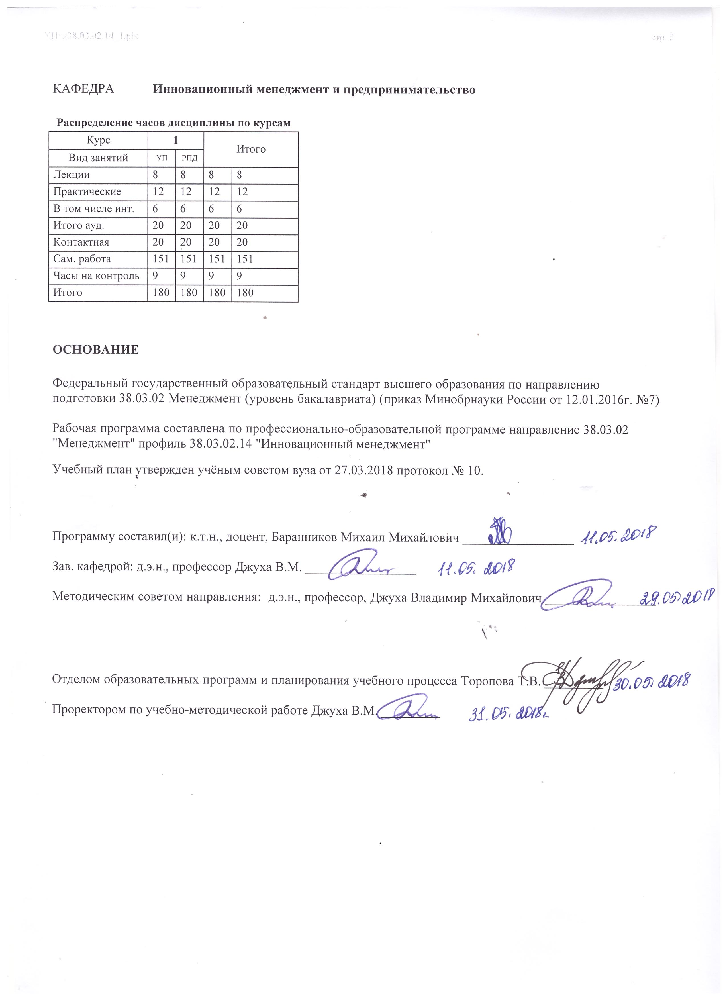 УП: z38.03.02.14_1.plx стр. 2
КАФЕДРА Инновационный менеджмент и предпринимательство
Распределение часов дисциплины по курсам
Курс 1 Итого
Вид занятий УП РПД
Лекции 8 8 8 8
Практические 12 12 12 12
В том числе инт. 6 6 6 6
Итого ауд. 20 20 20 20
Контактная 20 20 20 20
Сам. работа 151 151 151 151
Часы на контроль 9 9 9 9
Итого 180 180 180 180
ОСНОВАНИЕ
Федеральный государственный образовательный стандарт высшего образования по направлению
подготовки 38.03.02 Менеджмент (уровень бакалавриата) (приказ Минобрнауки России от 12.01.2016г. №7)
Рабочая программа составлена по профессионально-образовательной программе направление 38.03.02
"Менеджмент" профиль 38.03.02.14 "Инновационный менеджмент"
Учебный план утвержден учёным советом вуза от 27.03.2018 протокол № 10.
Программу составил(и): к.т.н., доцент, Баранников Михаил Михайлович 11.05.2018
Зав. кафедрой: д.э.н., профессор Джуха В.М. 11.05.2018
Методическим советом направления: д.э.н., профессор, Джуха Владимир Михайлович 29.05.2018
Отделом образовательных программ и планирования учебного процесса Торопова Т.В. 30.05.2018
Проректором по учебно-методической работе Джуха В.М. 31.05.2018г.